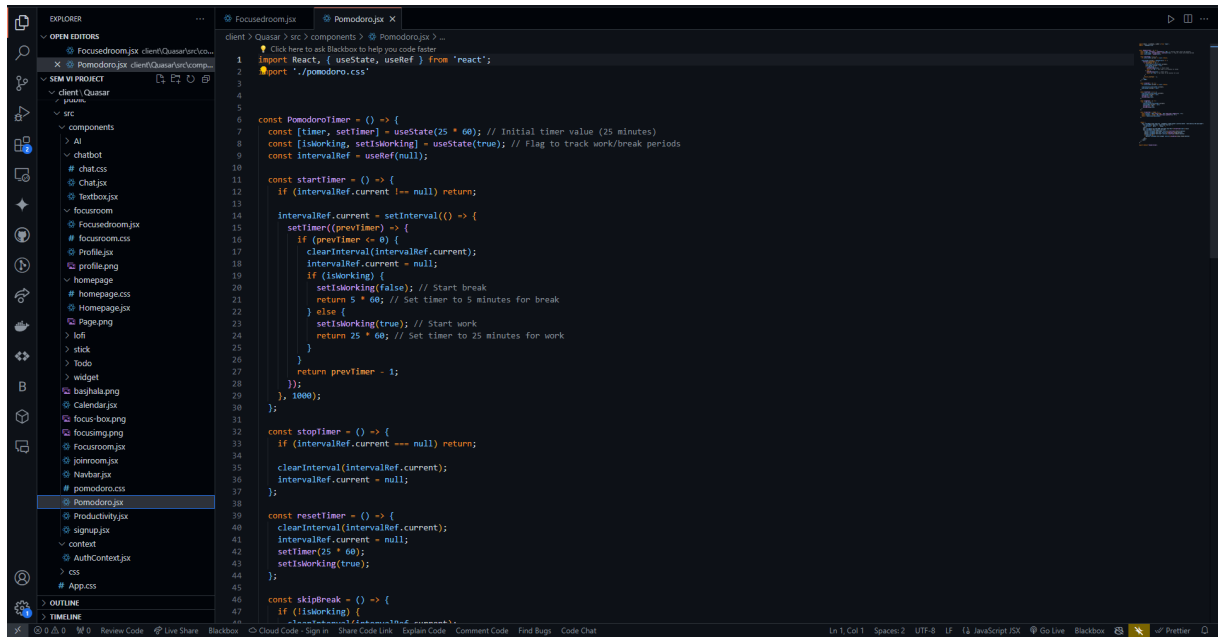 EXPLORER
OPEN EDITORS
Focusedroom.jsx client\Quasar\src\co...
Pomodoro.jsx client\Quasar\src\comp...
SEM VI PROJECT
client \ Quasar
public
src
components
AI
chatbot
# chat.css
Chat.jsx
Textbox.jsx
focusroom
Focusedroom.jsx
# focusroom.css
Profile.jsx
profile.png
homepage
# homepage.css
Homepage.jsx
Page.png
lofi
stick
Todo
widget
basjhala.png
Calendar.jsx
focus-box.png
focusimg.png
Focusroom.jsx
joinroom.jsx
Navbar.jsx
# pomodoro.css
Pomodoro.jsx
Productivity.jsx
signup.jsx
context
AuthContext.jsx
css
# App.css
OUTLINE
TIMELINE
Focusedroom.jsx
Pomodoro.jsx
client > Quasar > src > components > Pomodoro.jsx > ...
Click here to ask Blackbox to help you code faster
1 import React, { useState, useRef } from 'react';
2 import './pomodoro.css'
3
4
5
6 const PomodoroTimer = () => {
7 const [timer, setTimer] = useState(25 * 60); // Initial timer value (25 minutes)
8 const [isWorking, setIsWorking] = useState(true); // Flag to track work/break periods
9 const intervalRef = useRef(null);
10
11 const startTimer = () => {
12 if (intervalRef.current !== null) return;
13
14 intervalRef.current = setInterval(() => {
15 setTimer((prevTimer) => {
16 if (prevTimer <= 0) {
17 clearInterval(intervalRef.current);
18 intervalRef.current = null;
19 if (isWorking) {
20 setIsWorking(false); // Start break
21 return 5 * 60; // Set timer to 5 minutes for break
22 } else {
23 setIsWorking(true); // Start work
24 return 25 * 60; // Set timer to 25 minutes for work
25 }
26 }
27 return prevTimer - 1;
28 });
29 }, 1000);
30 };
31
32 const stopTimer = () => {
33 if (intervalRef.current === null) return;
34
35 clearInterval(intervalRef.current);
36 intervalRef.current = null;
37 };
38
39 const resetTimer = () => {
40 clearInterval(intervalRef.current);
41 intervalRef.current = null;
42 setTimer(25 * 60);
43 setIsWorking(true);
44 };
45
46 const skipBreak = () => {
47 if (!isWorking) {
48 clearInterval(intervalRef.current);
0 0 0 Review Code Live Share Blackbox Cloud Code - Sign in Share Code Link Explain Code Comment Code Find Bugs Code Chat
Ln 1, Col 1 Spaces: 2 UTF-8 LF JavaScript JSX Go Live Blackbox Prettier